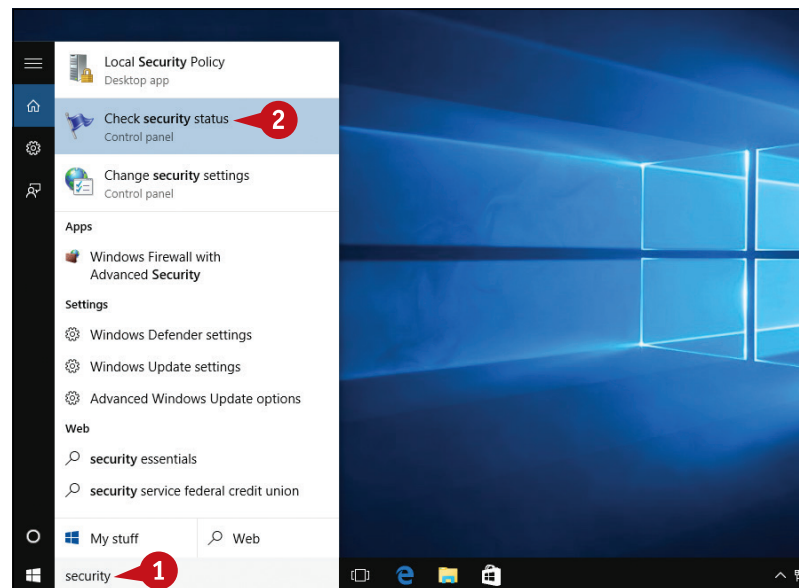 Local Security Policy
Desktop app
Check security status
Control panel
2
Change security settings
Control panel
Apps
Windows Firewall with
Advanced Security
Settings
Windows Defender settings
Windows Update settings
Advanced Windows Update options
Web
security essentials
security service federal credit union
My stuff
Web
security
1